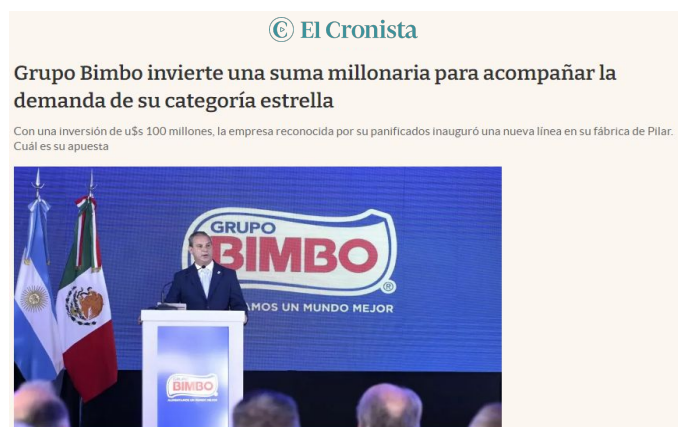 El Cronista
Grupo Bimbo invierte una suma millonaria para acompañar la
demanda de su categoría estrella
Con una inversión de u$s 100 millones, la empresa reconocida por su panificados inauguró una nueva línea en su fábrica de Pilar.
Cuál es su apuesta
GRUPO
BIMBO
®
AMOS UN MUNDO MEJOR
GRUPO
BIMBO